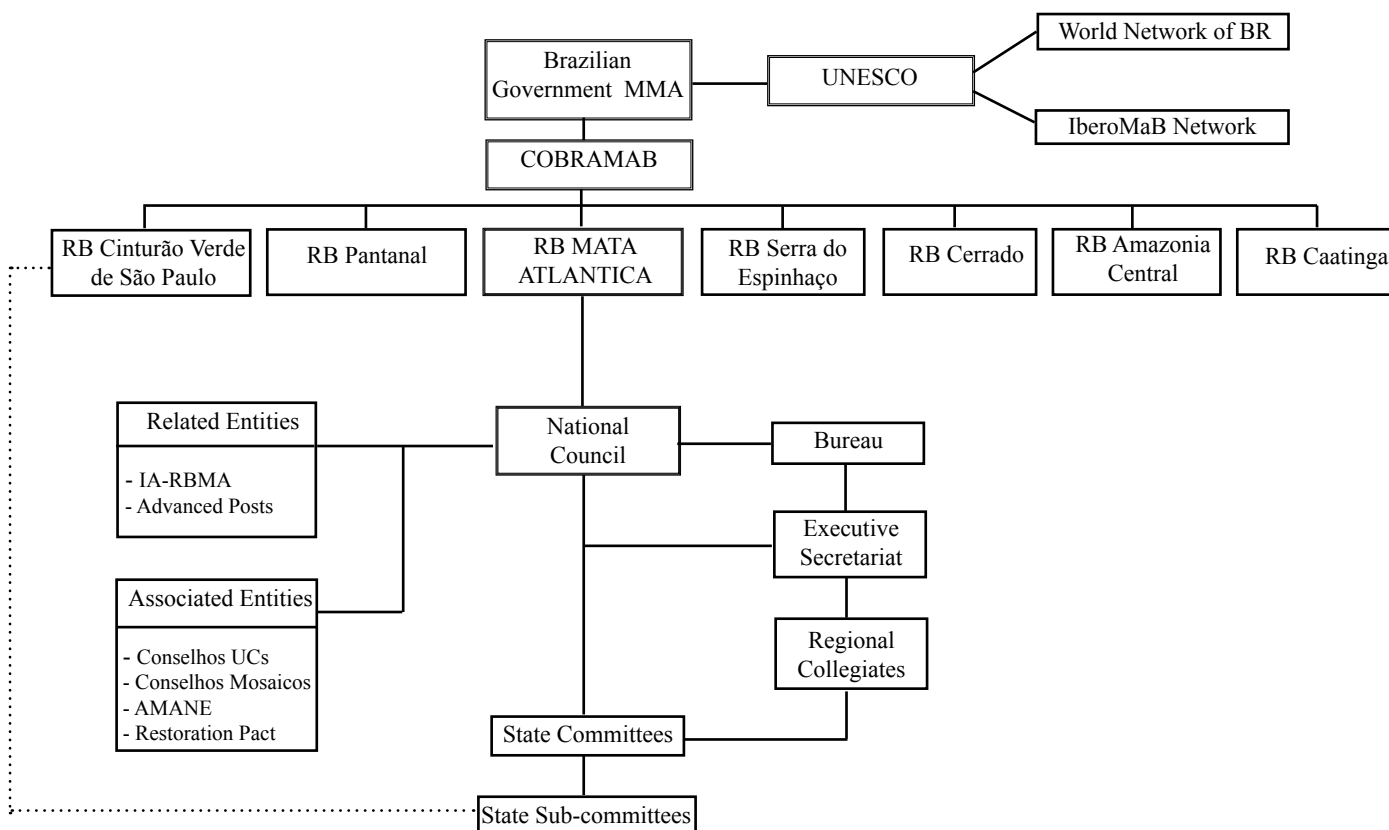 World Network of BR
Brazilian
Government MMA
UNESCO
IberoMaB Network
COBRAMAB
RB Cinturão Verde
de São Paulo
RB Pantanal
RB MATA
ATLANTICA
RB Serra do
Espinhaço
RB Cerrado
RB Amazonia
Central
RB Caatinga
Related Entities
- IA-RBMA
- Advanced Posts
National
Council
Bureau
Executive
Secretariat
Associated Entities
- Conselhos UCs
- Conselhos Mosaicos
- AMANE
- Restoration Pact
Regional
Collegiates
State Committees
State Sub-committees